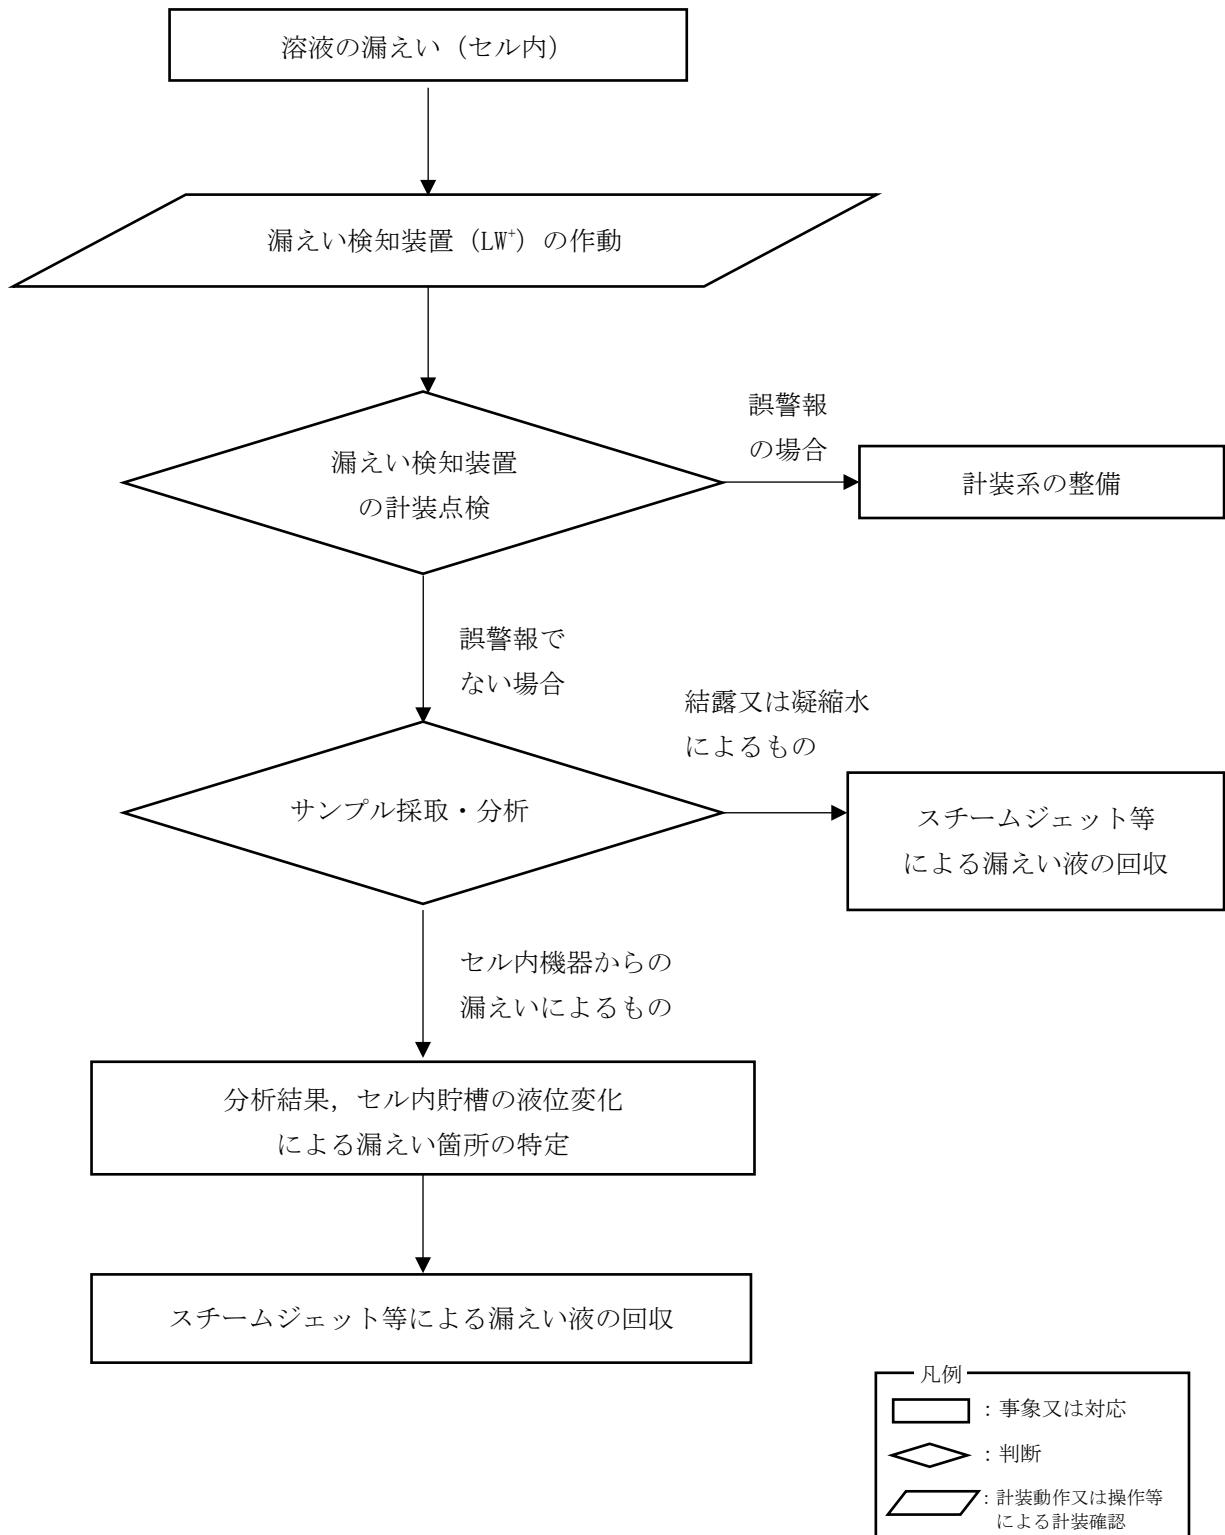 溶液の漏えい（セル内）
漏えい検知装置（LW⁺）の作動
漏えい検知装置
の計装点検
誤警報
の場合
計装系の整備
誤警報で
ない場合
サンプル採取・分析
結露又は凝縮水
によるもの
スチームジェット等
による漏えい液の回収
セル内機器からの
漏えいによるもの
分析結果，セル内貯槽の液位変化
による漏えい箇所の特定
スチームジェット等による漏えい液の回収
凡例
：事象又は対応
：判断
：計装動作又は操作等
による計装確認